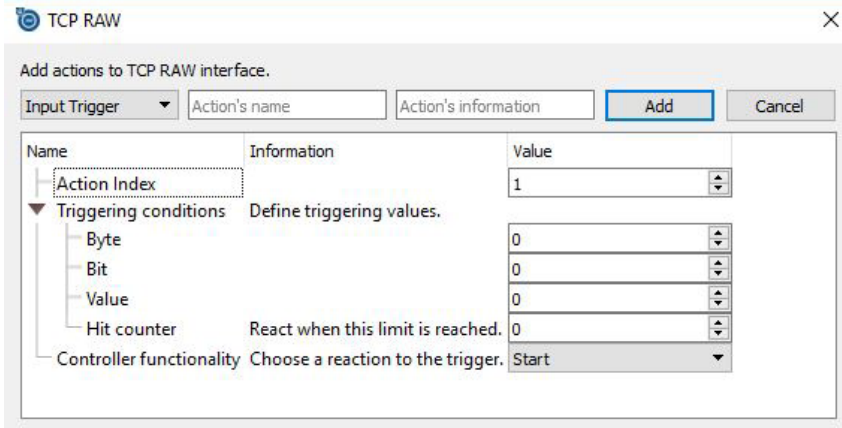 TCP RAW
Add actions to TCP RAW interface.
Input Trigger Action's name Action's information Add Cancel
Name Information Value
Action Index 1
Triggering conditions Define triggering values.
Byte 0
Bit 0
Value 0
Hit counter React when this limit is reached. 0
Controller functionality Choose a reaction to the trigger. Start